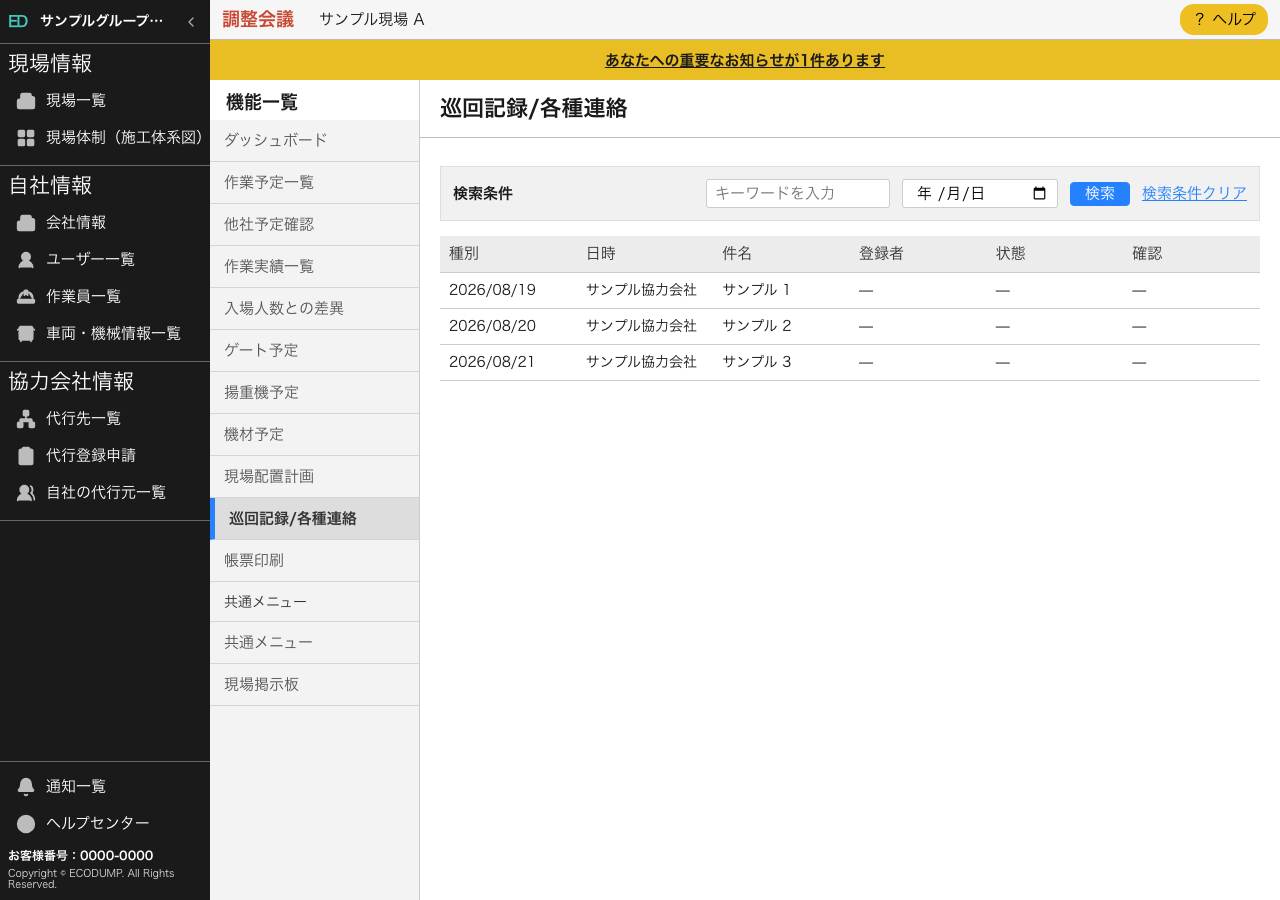 ED サンプルグループ…
現場情報
現場一覧
現場体制（施工体系図）
自社情報
会社情報
ユーザー一覧
作業員一覧
車両・機械情報一覧
協力会社情報
代行先一覧
代行登録申請
自社の代行元一覧
通知一覧
ヘルプセンター
お客様番号：0000-0000
Copyright © ECODUMP. All Rights
Reserved.
調整会議 サンプル現場 A
？ ヘルプ
あなたへの重要なお知らせが1件あります
機能一覧
ダッシュボード
作業予定一覧
他社予定確認
作業実績一覧
入場人数との差異
ゲート予定
揚重機予定
機材予定
現場配置計画
巡回記録/各種連絡
帳票印刷
共通メニュー
共通メニュー
現場掲示板
巡回記録/各種連絡
検索条件 キーワードを入力 年 /月/日 検索 検索条件クリア
種別 日時 件名 登録者 状態 確認
2026/08/19 サンプル協力会社 サンプル 1 — — —
2026/08/20 サンプル協力会社 サンプル 2 — — —
2026/08/21 サンプル協力会社 サンプル 3 — — —